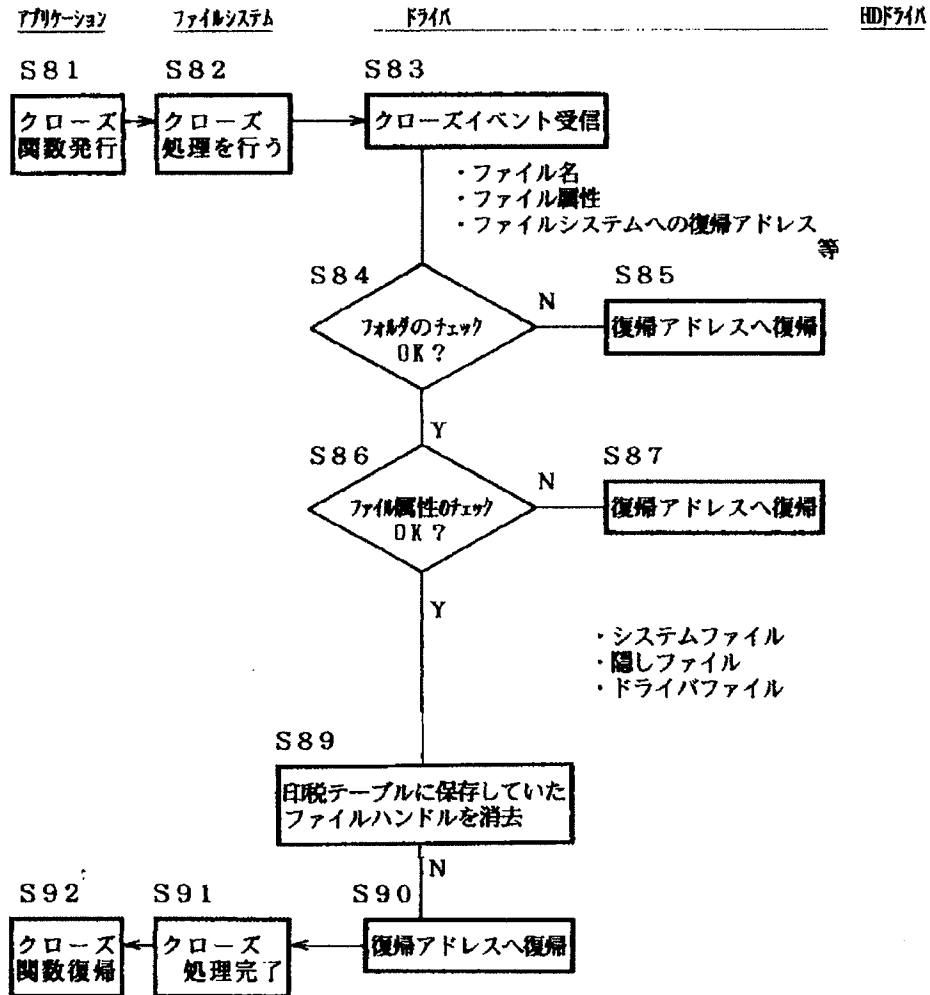 アプリケーション ファイルシステム ドライバ HDドライバ
S81 S82 S83
クローズ
関数発行
クローズ
処理を行う
クローズイベント受信
・ファイル名
・ファイル属性
・ファイルシステムへの復帰アドレス
等
S84
フォルダのチェック
OK?
N
S85
復帰アドレスへ復帰
Y
S86
ファイル属性のチェック
OK?
N
S87
復帰アドレスへ復帰
Y
・システムファイル
・隠しファイル
・ドライバファイル
S89
印税テーブルに保存していた
ファイルハンドルを消去
N
S92 S91 S90
クローズ
関数復帰
クローズ
処理完了
復帰アドレスへ復帰